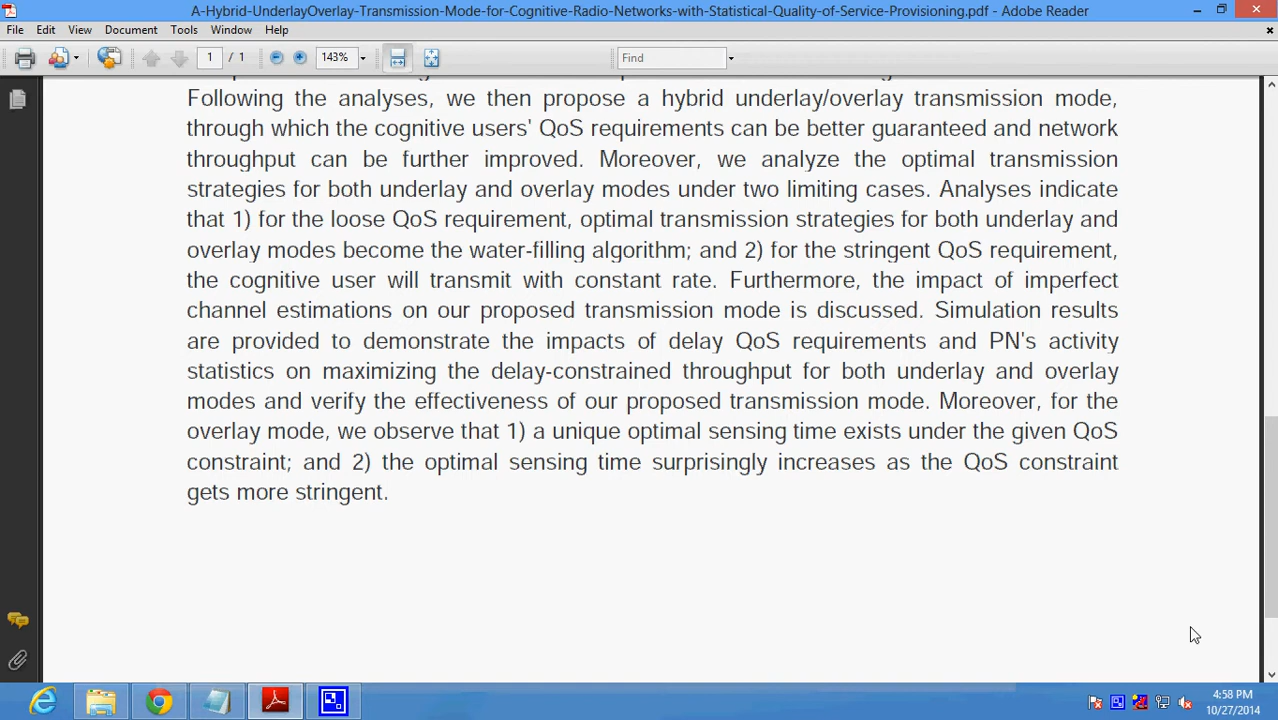 A-Hybrid-UnderlayOverlay-Transmission-Mode-for-Cognitive-Radio-Networks-with-Statistical-Quality-of-Service-Provisioning.pdf - Adobe Reader
File Edit View Document Tools Window Help
1 / 1 143% Find
Following the analyses, we then propose a hybrid underlay/overlay transmission mode,
through which the cognitive users' QoS requirements can be better guaranteed and network
throughput can be further improved. Moreover, we analyze the optimal transmission
strategies for both underlay and overlay modes under two limiting cases. Analyses indicate
that 1) for the loose QoS requirement, optimal transmission strategies for both underlay and
overlay modes become the water-filling algorithm; and 2) for the stringent QoS requirement,
the cognitive user will transmit with constant rate. Furthermore, the impact of imperfect
channel estimations on our proposed transmission mode is discussed. Simulation results
are provided to demonstrate the impacts of delay QoS requirements and PN's activity
statistics on maximizing the delay-constrained throughput for both underlay and overlay
modes and verify the effectiveness of our proposed transmission mode. Moreover, for the
overlay mode, we observe that 1) a unique optimal sensing time exists under the given QoS
constraint; and 2) the optimal sensing time surprisingly increases as the QoS constraint
gets more stringent.
4:58 PM
10/27/2014